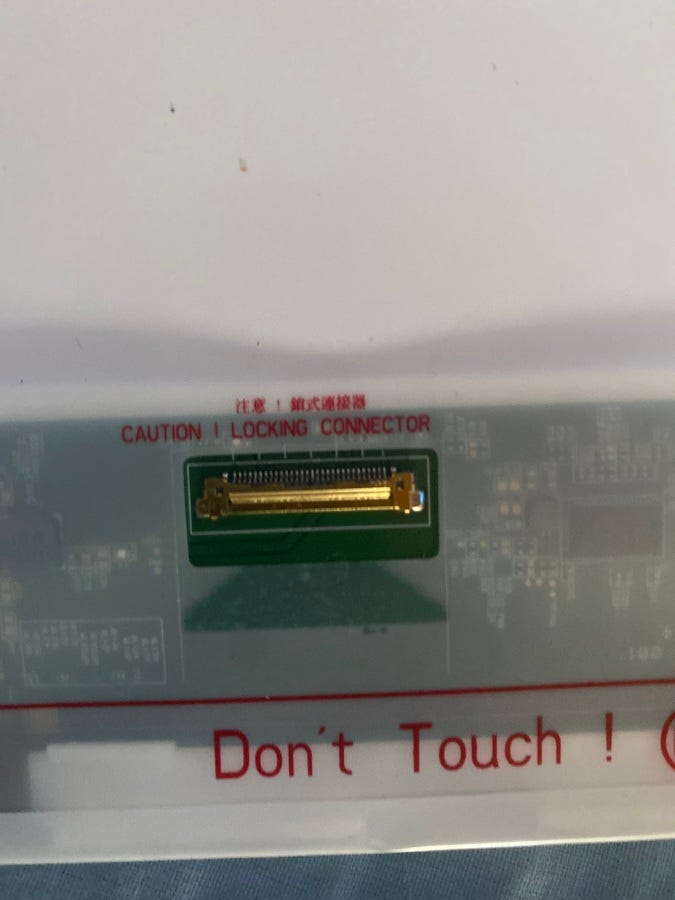 注意 ! 鎖式連接器
CAUTION ! LOCKING CONNECTOR
Don't Touch !